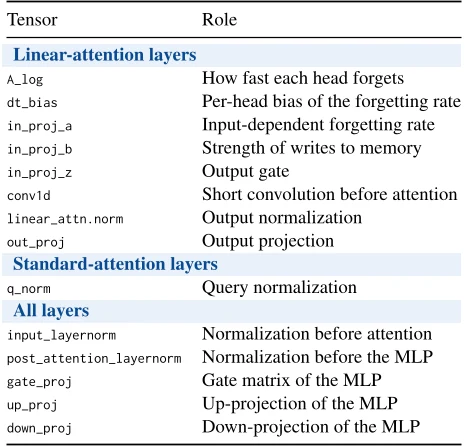 Tensor Role
Linear-attention layers
A_log How fast each head forgets
dt_bias Per-head bias of the forgetting rate
in_proj_a Input-dependent forgetting rate
in_proj_b Strength of writes to memory
in_proj_z Output gate
conv1d Short convolution before attention
linear_attn.norm Output normalization
out_proj Output projection
Standard-attention layers
q_norm Query normalization
All layers
input_layernorm Normalization before attention
post_attention_layernorm Normalization before the MLP
gate_proj Gate matrix of the MLP
up_proj Up-projection of the MLP
down_proj Down-projection of the MLP